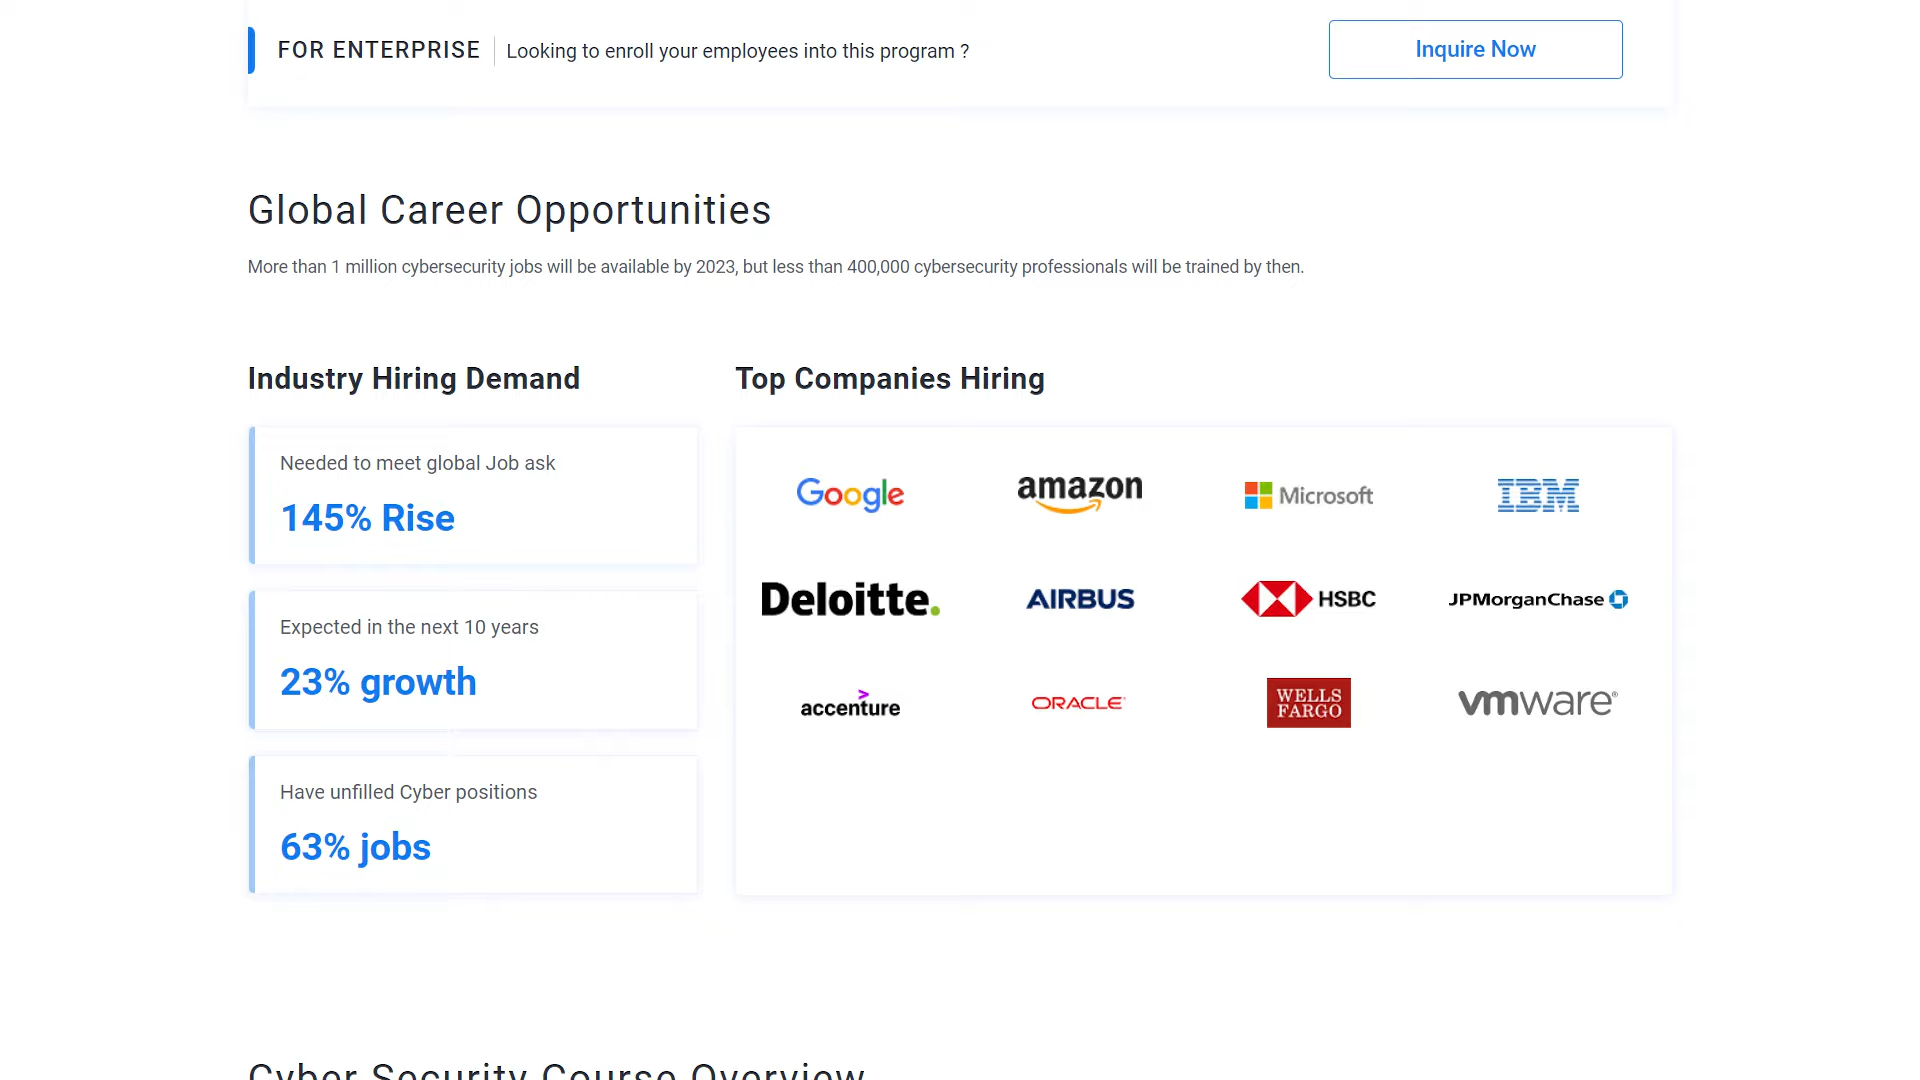 FOR ENTERPRISE
Looking to enroll your employees into this program ?
Inquire Now
Global Career Opportunities
More than 1 million cybersecurity jobs will be available by 2023, but less than 400,000 cybersecurity professionals will be trained by then.
Industry Hiring Demand
Needed to meet global Job ask
145% Rise
Expected in the next 10 years
23% growth
Have unfilled Cyber positions
63% jobs
Top Companies Hiring
Google
amazon
Microsoft
IBM
Deloitte.
AIRBUS
HSBC
JPMorganChase
accenture
ORACLE
WELLS
FARGO
vmware®
Cyber Security Course Overview